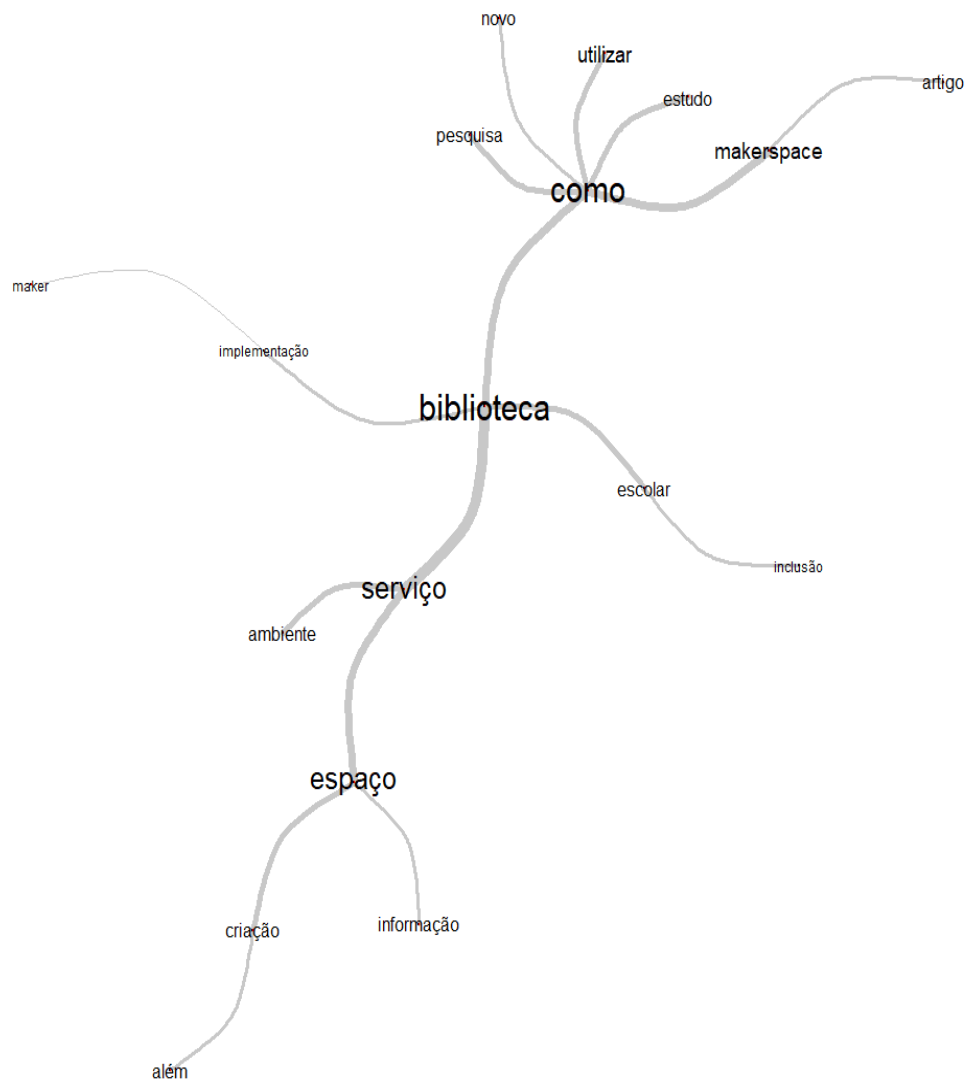 novo
utilizar
artigo
estudo
pesquisa
makerspace
como
maker
implementação
biblioteca
escolar
inclusão
serviço
ambiente
espaço
informação
criação
além